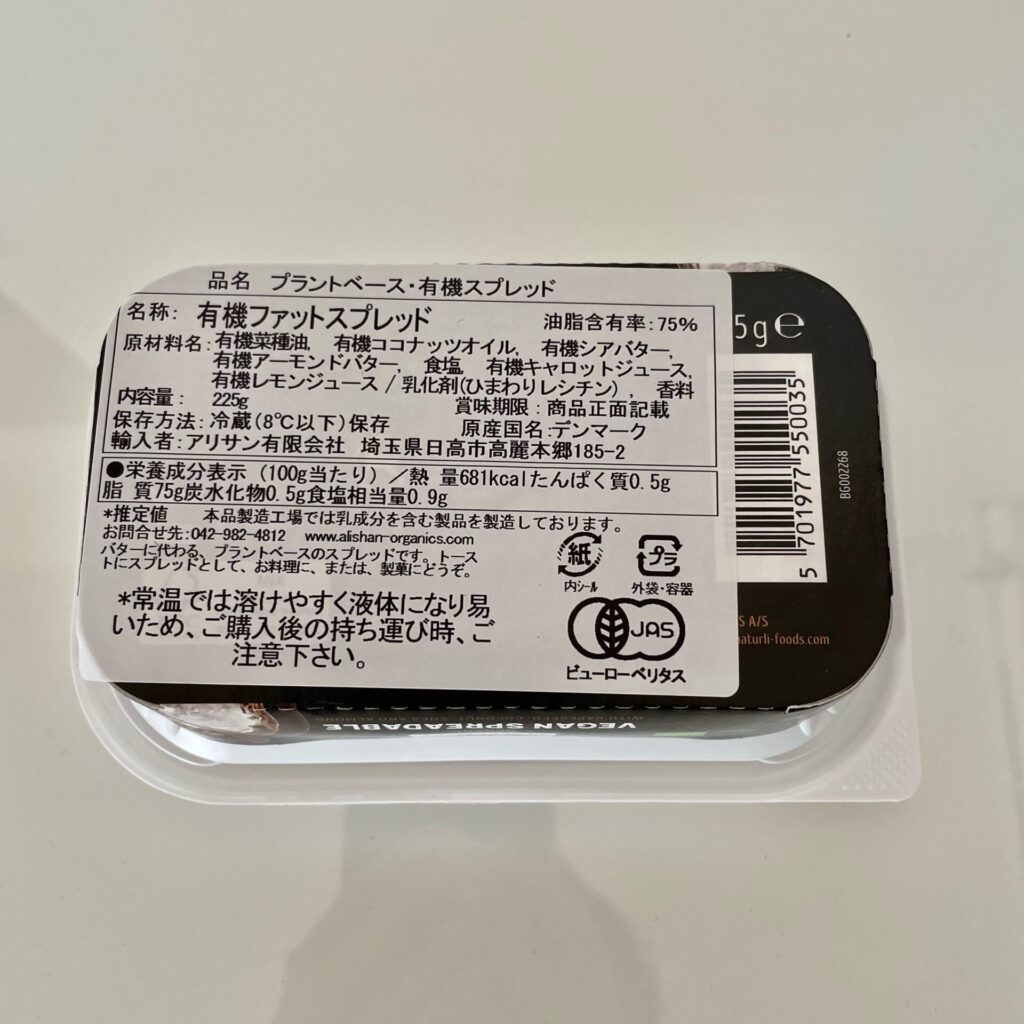 品名 プラントベース・有機スプレッド
名称: 有機ファットスプレッド 油脂含有率:75%
原材料名:有機菜種油, 有機ココナッツオイル, 有機シアバター,
有機アーモンドバター, 食塩, 有機キャロットジュース,
有機レモンジュース / 乳化剤(ひまわりレシチン), 香料
内容量: 225g 賞味期限:商品正面記載
保存方法:冷蔵(8℃以下)保存 原産国名:デンマーク
輸入者:アリサン有限会社 埼玉県日高市高麗本郷185-2
●栄養成分表示 (100g当たり) /熱 量681kcalたんぱく質0.5g
脂 質75g炭水化物0.5g食塩相当量0.9g
*推定値 本品製造工場では乳成分を含む製品を製造しております。
お問合せ先:042-982-4812 www.alishan-organics.com
バターに代わる、プラントベースのスプレッドです。トース
トにスプレッドとして、お料理に、または、製菓にどうぞ。
*常温では溶けやすく液体になり易
いため、ご購入後の持ち運び時、ご
注意下さい。
紙
内シール
プラ
外袋・容器
JAS
ビューローベリタス
5g e
5 701977 550035
BG002268
S A/S
naturli-foods.com
VEGAN SPREADABLE
WITH RAPESEED, COCONUT, SHEA AND ALMOND